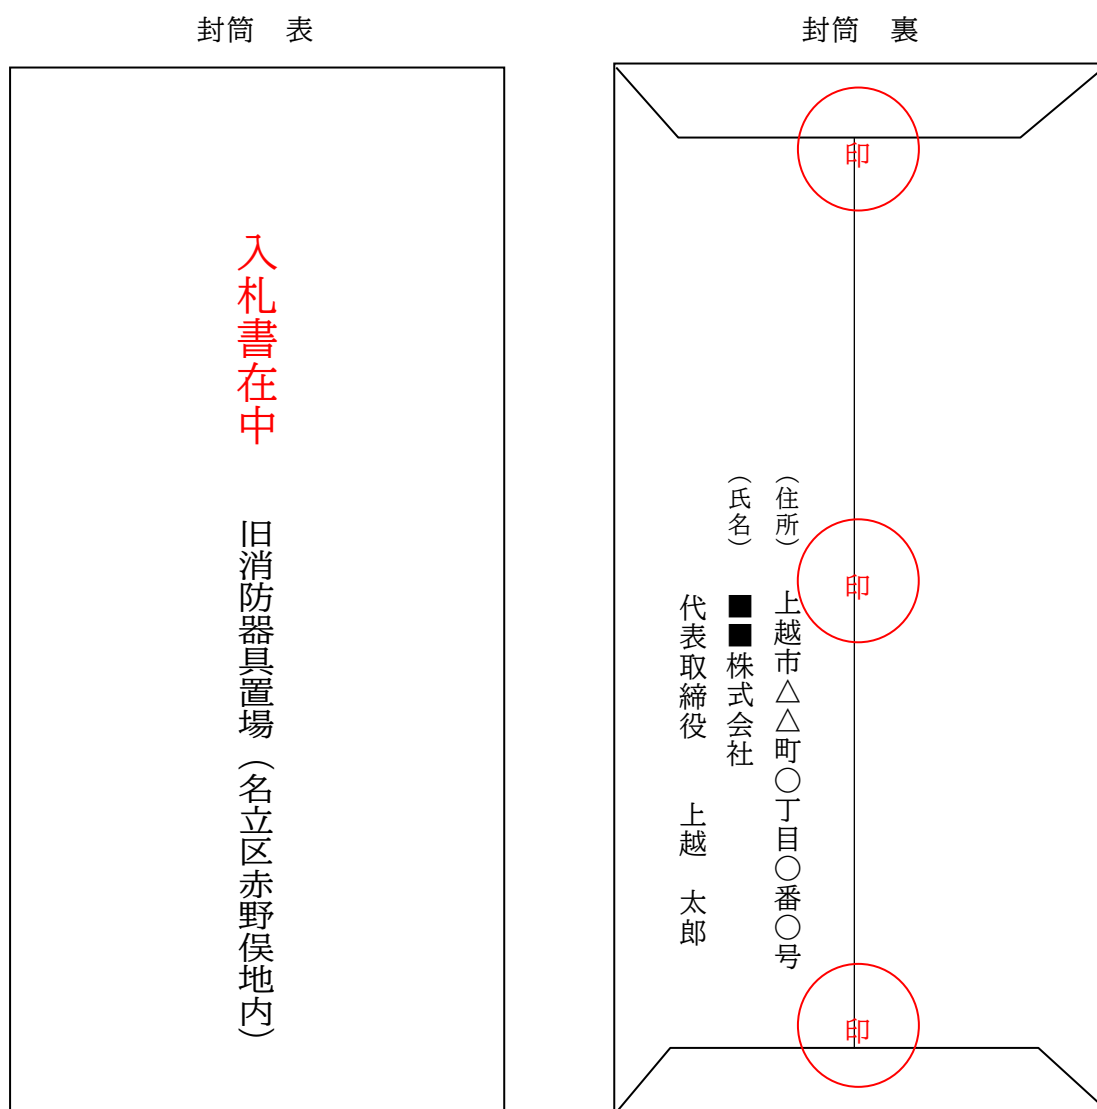 封筒　表
入札書在中　旧消防器具置場（名立区赤野俣地内）
封筒　裏
印
印
印
（住所）　上越市△△町〇丁目〇番〇号
（氏名）　■■株式会社
代表取締役　上越　太郎